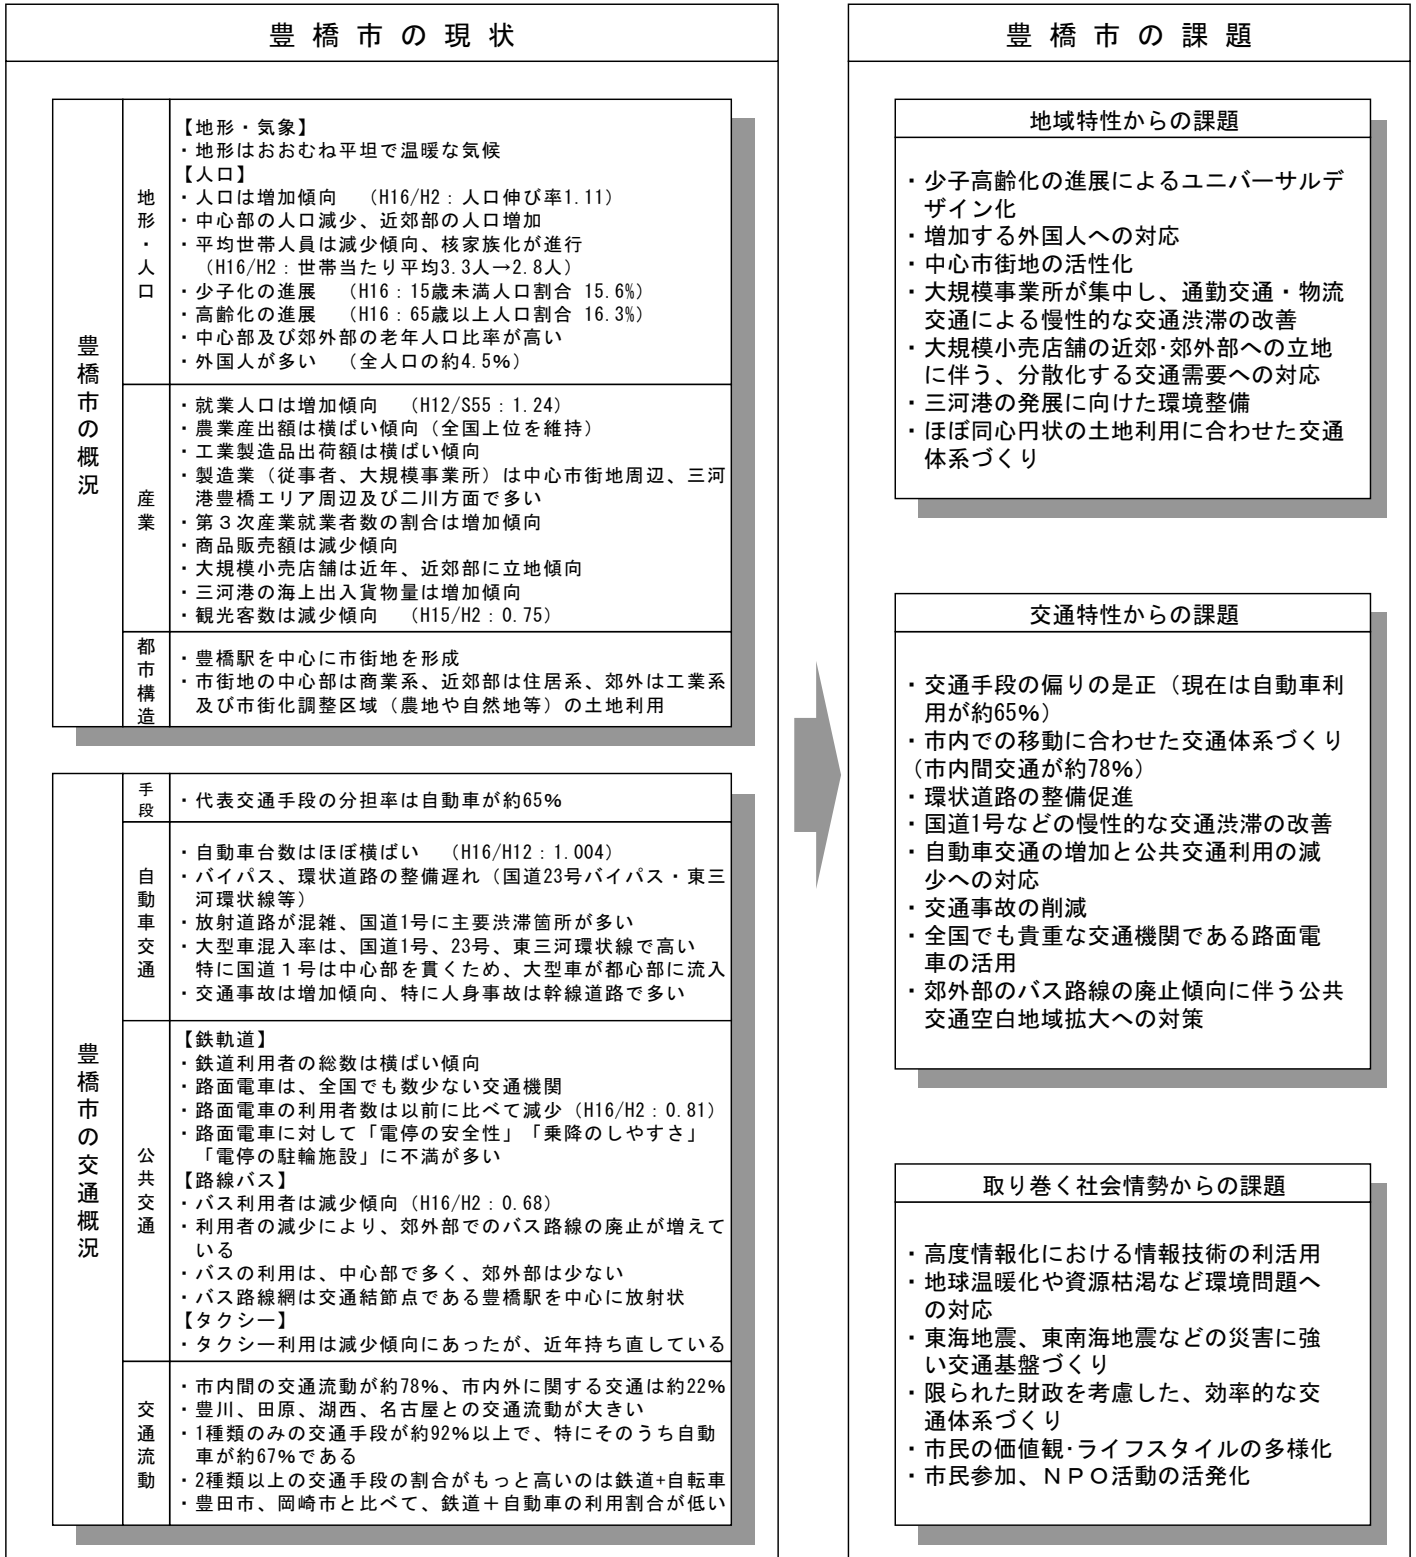 豊橋市の現状
豊橋市の概況
地形・人口
【地形・気象】
・地形はおおむね平坦で温暖な気候
【人口】
・人口は増加傾向　（H16/H2：人口伸び率1.11）
・中心部の人口減少、近郊部の人口増加
・平均世帯人員は減少傾向、核家族化が進行
（H16/H2：世帯当たり平均3.3人→2.8人）
・少子化の進展　（H16：15歳未満人口割合 15.6%）
・高齢化の進展　（H16：65歳以上人口割合 16.3%）
・中心部及び郊外部の老年人口比率が高い
・外国人が多い　（全人口の約4.5%）
産業
・就業人口は増加傾向　（H12/S55：1.24）
・農業産出額は横ばい傾向（全国上位を維持）
・工業製造品出荷額は横ばい傾向
・製造業（従事者、大規模事業所）は中心市街地周辺、三河
港豊橋エリア周辺及び二川方面で多い
・第３次産業就業者数の割合は増加傾向
・商品販売額は減少傾向
・大規模小売店舗は近年、近郊部に立地傾向
・三河港の海上出入貨物量は増加傾向
・観光客数は減少傾向　（H15/H2：0.75）
都市構造
・豊橋駅を中心に市街地を形成
・市街地の中心部は商業系、近郊部は住居系、郊外は工業系
及び市街化調整区域（農地や自然地等）の土地利用
豊橋市の交通概況
手段
・代表交通手段の分担率は自動車が約65%
自動車交通
・自動車台数はほぼ横ばい　（H16/H12：1.004）
・バイパス、環状道路の整備遅れ（国道23号バイパス・東三
河環状線等）
・放射道路が混雑、国道1号に主要渋滞箇所が多い
・大型車混入率は、国道1号、23号、東三河環状線で高い
特に国道１号は中心部を貫くため、大型車が都心部に流入
・交通事故は増加傾向、特に人身事故は幹線道路で多い
公共交通
【鉄軌道】
・鉄道利用者の総数は横ばい傾向
・路面電車は、全国でも数少ない交通機関
・路面電車の利用者数は以前に比べて減少（H16/H2：0.81）
・路面電車に対して「電停の安全性」「乗降のしやすさ」
「電停の駐輪施設」に不満が多い
【路線バス】
・バス利用者は減少傾向（H16/H2：0.68）
・利用者の減少により、郊外部でのバス路線の廃止が増えて
いる
・バスの利用は、中心部で多く、郊外部は少ない
・バス路線網は交通結節点である豊橋駅を中心に放射状
【タクシー】
・タクシー利用は減少傾向にあったが、近年持ち直している
交通流動
・市内間の交通流動が約78%、市内外に関する交通は約22%
・豊川、田原、湖西、名古屋との交通流動が大きい
・1種類のみの交通手段が約92%以上で、特にそのうち自動
車が約67%である
・2種類以上の交通手段の割合がもっと高いのは鉄道+自転車
・豊田市、岡崎市と比べて、鉄道＋自動車の利用割合が低い
豊橋市の課題
地域特性からの課題
・少子高齢化の進展によるユニバーサルデ
ザイン化
・増加する外国人への対応
・中心市街地の活性化
・大規模事業所が集中し、通勤交通・物流
交通による慢性的な交通渋滞の改善
・大規模小売店舗の近郊･郊外部への立地
に伴う、分散化する交通需要への対応
・三河港の発展に向けた環境整備
・ほぼ同心円状の土地利用に合わせた交通
体系づくり
交通特性からの課題
・交通手段の偏りの是正（現在は自動車利
用が約65%）
・市内での移動に合わせた交通体系づくり
（市内間交通が約78%）
・環状道路の整備促進
・国道1号などの慢性的な交通渋滞の改善
・自動車交通の増加と公共交通利用の減
少への対応
・交通事故の削減
・全国でも貴重な交通機関である路面電
車の活用
・郊外部のバス路線の廃止傾向に伴う公共
交通空白地域拡大への対策
取り巻く社会情勢からの課題
・高度情報化における情報技術の利活用
・地球温暖化や資源枯渇など環境問題へ
の対応
・東海地震、東南海地震などの災害に強
い交通基盤づくり
・限られた財政を考慮した、効率的な交
通体系づくり
・市民の価値観･ライフスタイルの多様化
・市民参加、ＮＰＯ活動の活発化